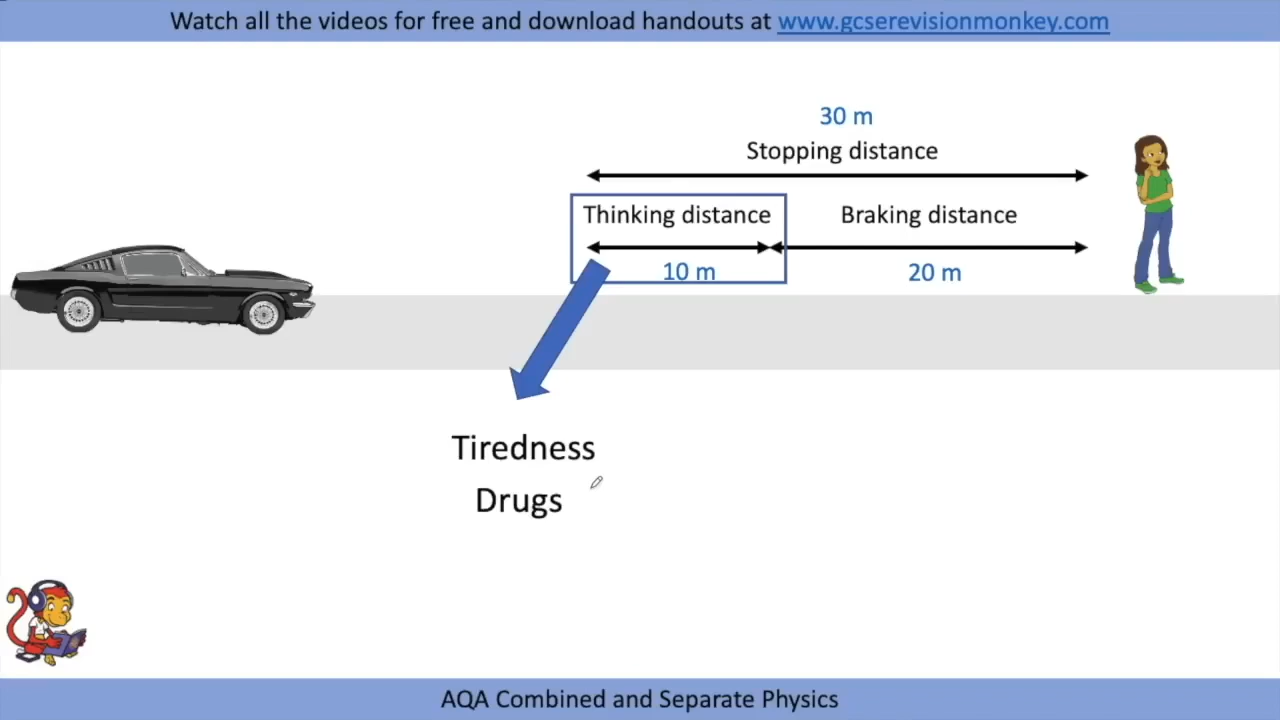 Watch all the videos for free and download handouts at www.gcserevisionmonkey.com
30 m
Stopping distance
Thinking distance
Braking distance
10 m
20 m
Tiredness
Drugs
AQA Combined and Separate Physics